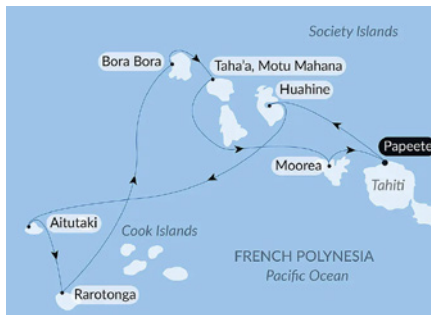 Society Islands
Bora Bora
Taha'a, Motu Mahana
Huahine
Papeete
Moorea
Tahiti
Aitutaki
Cook Islands
FRENCH POLYNESIA
Pacific Ocean
Rarotonga